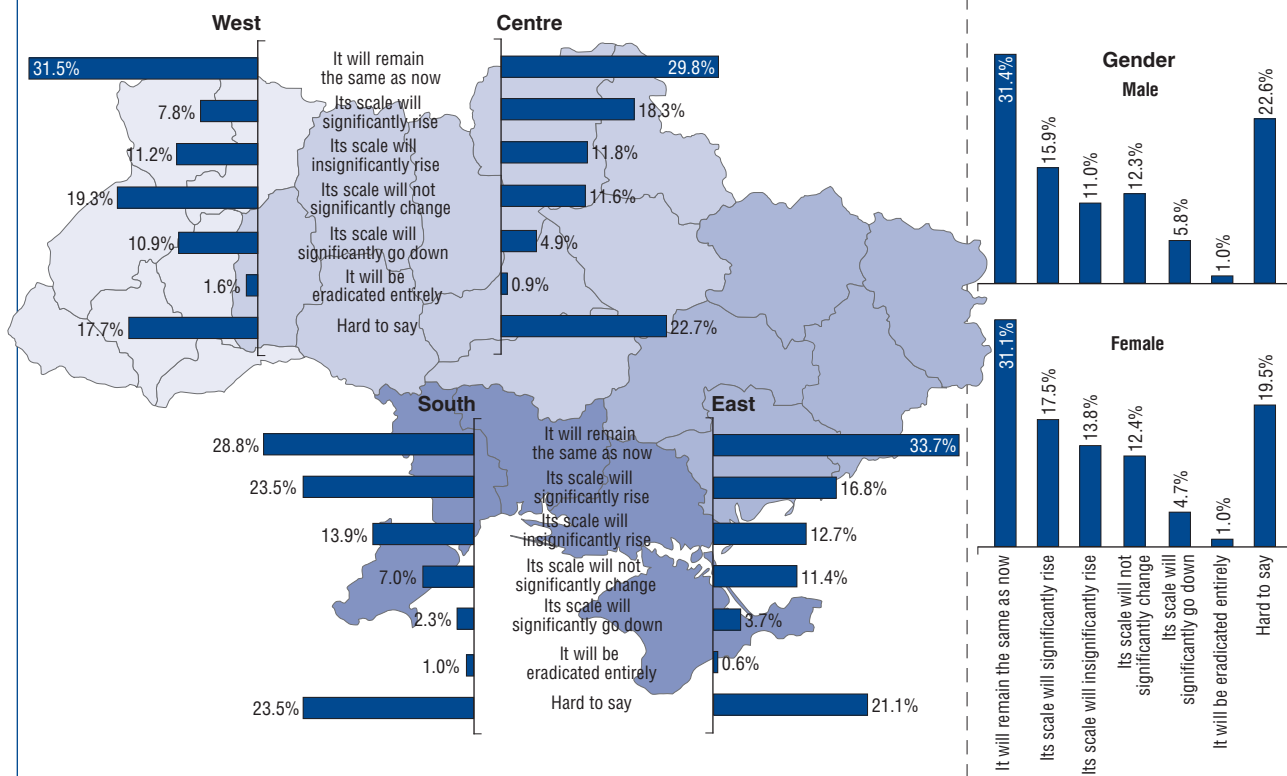 West
31.5%
7.8%
11.2%
19.3%
10.9%
1.6%
17.7%
It will remain
the same as now
Its scale will
significantly rise
Its scale will
insignificantly rise
Its scale will not
significantly change
Its scale will
significantly go down
It will be
eradicated entirely
Hard to say
Centre
29.8%
18.3%
11.8%
11.6%
4.9%
0.9%
22.7%
South
28.8%
23.5%
13.9%
7.0%
2.3%
1.0%
23.5%
It will remain
the same as now
Its scale will
significantly rise
Its scale will
insignificantly rise
Its scale will not
significantly change
Its scale will
significantly go down
It will be
eradicated entirely
Hard to say
East
33.7%
16.8%
12.7%
11.4%
3.7%
0.6%
21.1%
Gender
Male
31.4%
15.9%
11.0%
12.3%
5.8%
1.0%
22.6%
Female
31.1%
17.5%
13.8%
12.4%
4.7%
1.0%
19.5%
It will remain the same as now
Its scale will significantly rise
Its scale will insignificantly rise
Its scale will not
significantly change
Its scale will
significantly go down
It will be eradicated entirely
Hard to say